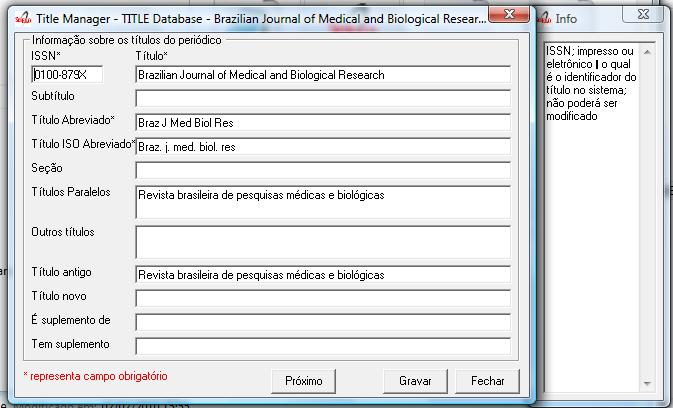 Title Manager - TITLE Database - Brazilian Journal of Medical and Biological Resear...
Informação sobre os títulos do periódico
ISSN*
Título*
0100-879X
Brazilian Journal of Medical and Biological Research
Subtítulo
Título Abreviado*
Braz J Med Biol Res
Título ISO Abreviado*
Braz. j. med. biol. res
Seção
Títulos Paralelos
Revista brasileira de pesquisas médicas e biológicas
Outros títulos
Título antigo
Revista brasileira de pesquisas médicas e biológicas
Título novo
É suplemento de
Tem suplemento
* representa campo obrigatório
Próximo
Gravar
Fechar
Info
ISSN; impresso ou
eletrônico | o qual
é o identificador do
título no sistema;
não poderá ser
modificado